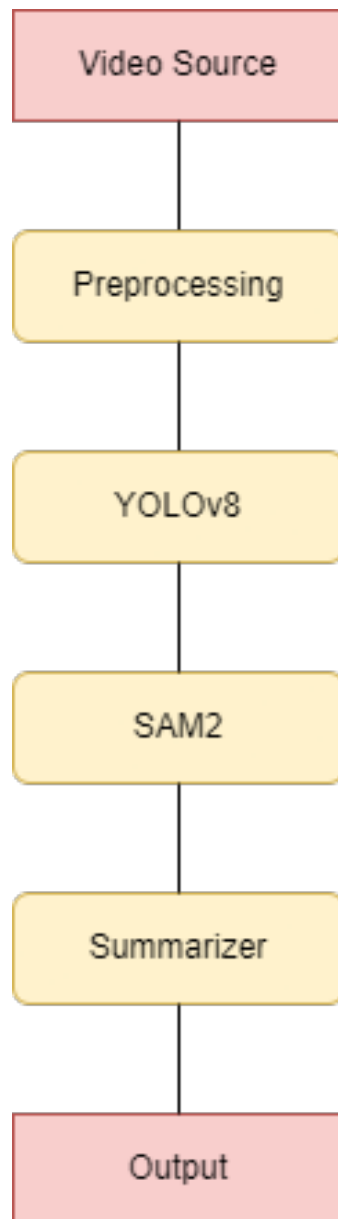 Video Source
Preprocessing
YOLOv8
SAM2
Summarizer
Output